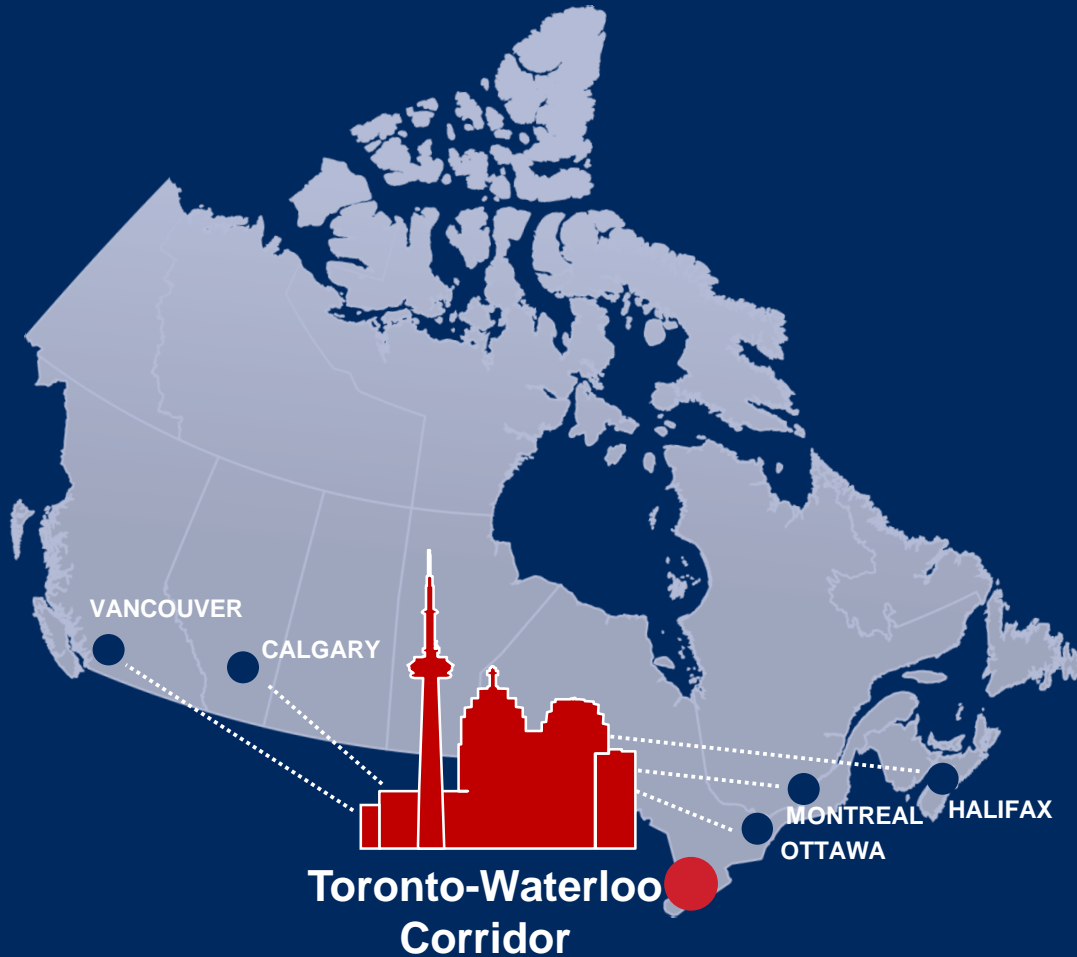 VANCOUVER
CALGARY
MONTREAL
HALIFAX
OTTAWA
Toronto-Waterloo
Corridor